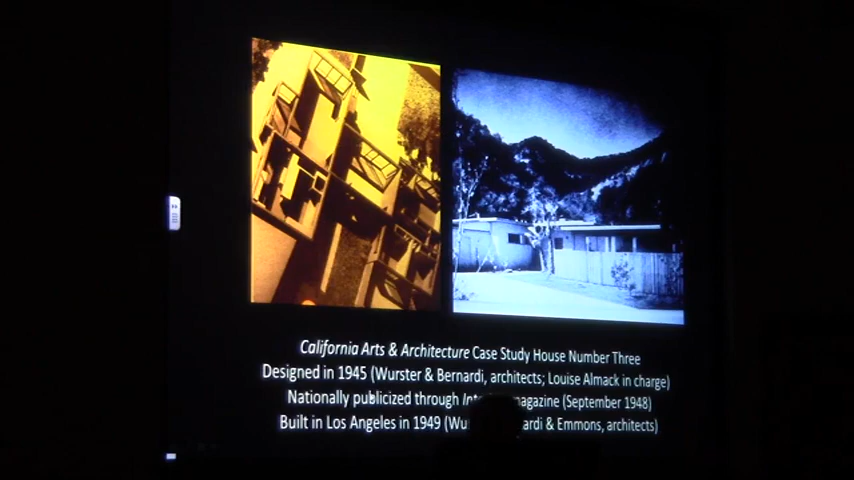 California Arts & Architecture Case Study House Number Three
Designed in 1945 (Wurster & Bernardi, architects; Louise Almack in charge)
Nationally publicized through magazine (September 1948)
Built in Los Angeles in 1949 & Emmons, architects)